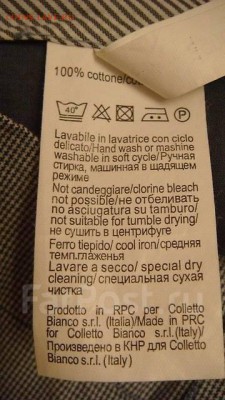 100% cottone/co
40°
P
Lavabile in lavatrice con ciclo
delicato/Hand wash or mashine
washable in soft cycle/Ручная
стирка, машинная в щадящем
режиме
Not candeggiare/clorine bleach
not possible/не отбеливать
no asciugatura su tamburo/
not suitable for tumble drying/
не сушить в центрифуге
Ferro tiepido/ cool iron/средняя
темп.глаженья
Lavare a secco/ special dry
cleaning/ специальная сухая
чистка
Prodotto in RPC per Colletto
Bianco s.r.l. (Italia)/Made in PRC
for Colletto Bianco s.r.l.(Italy)/
Произведено в КНР для Colletto
Bianco s.r.l.(Italy)